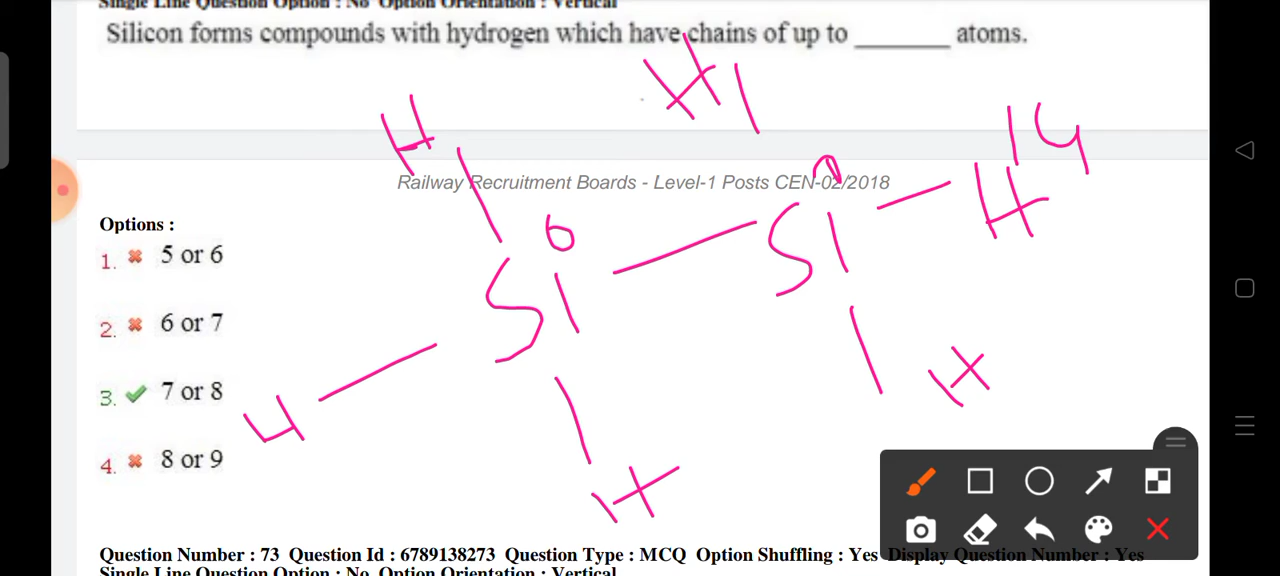 Single Line Question Option : No Option Orientation : Vertical
Silicon forms compounds with hydrogen which have chains of up to ________ atoms.
H
H
14
H
Railway Recruitment Boards - Level-1 Posts CEN-02/2018
Options :
1. 5 or 6
Si
Si
2. 6 or 7
3. 7 or 8
H
H
4. 8 or 9
H
Question Number : 73 Question Id : 6789138273 Question Type : MCQ Option Shuffling : Yes Display Question Number : Yes
Single Line Question Option : No Option Orientation : Vertical